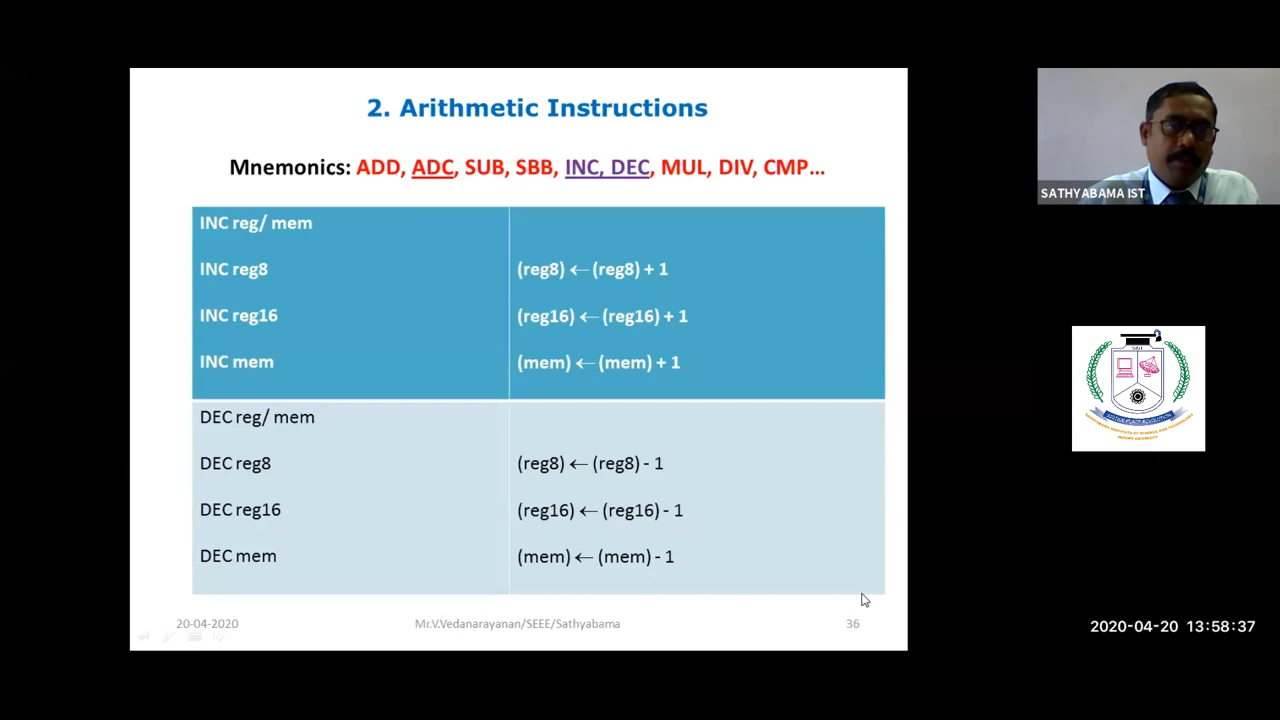 2. Arithmetic Instructions
Mnemonics: ADD, ADC, SUB, SBB, INC, DEC, MUL, DIV, CMP…
INC reg/ mem
INC reg8 (reg8) ← (reg8) + 1
INC reg16 (reg16) ← (reg16) + 1
INC mem (mem) ← (mem) + 1
DEC reg/ mem
DEC reg8 (reg8) ← (reg8) - 1
DEC reg16 (reg16) ← (reg16) - 1
DEC mem (mem) ← (mem) - 1
20-04-2020 Mr.V.Vedanarayanan/SEEE/Sathyabama 36
SATHYABAMA IST
2020-04-20 13:58:37